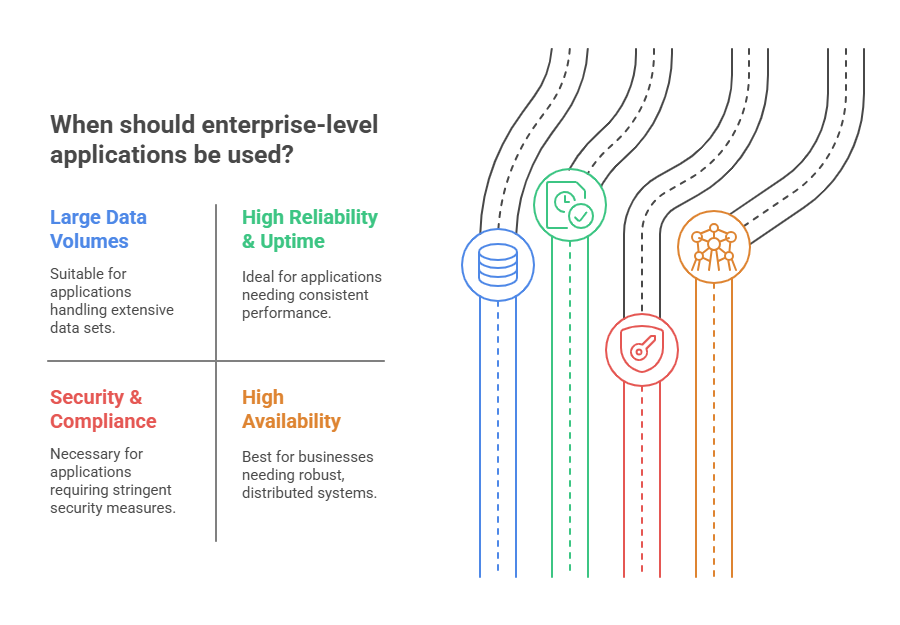 When should enterprise-level
applications be used?
Large Data
Volumes
Suitable for
applications
handling extensive
data sets.
High Reliability
& Uptime
Ideal for applications
needing consistent
performance.
Security &
Compliance
Necessary for
applications
requiring stringent
security measures.
High
Availability
Best for businesses
needing robust,
distributed systems.